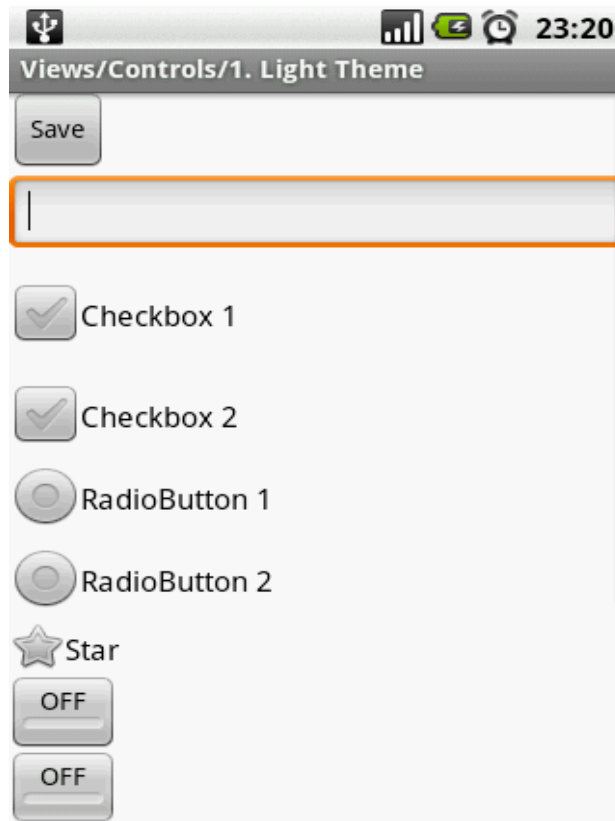 23:20
Views/Controls/1. Light Theme
Save
Checkbox 1
Checkbox 2
RadioButton 1
RadioButton 2
Star
OFF
OFF